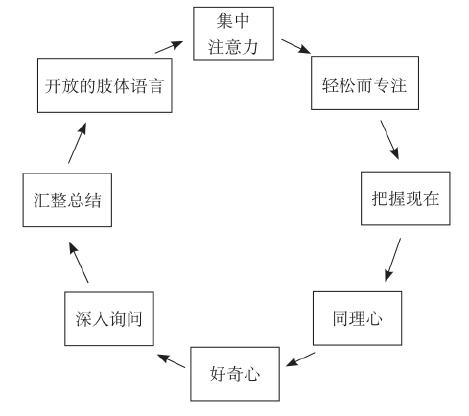 集中
注意力
轻松而专注
把握现在
同理心
好奇心
深入询问
汇整总结
开放的肢体语言